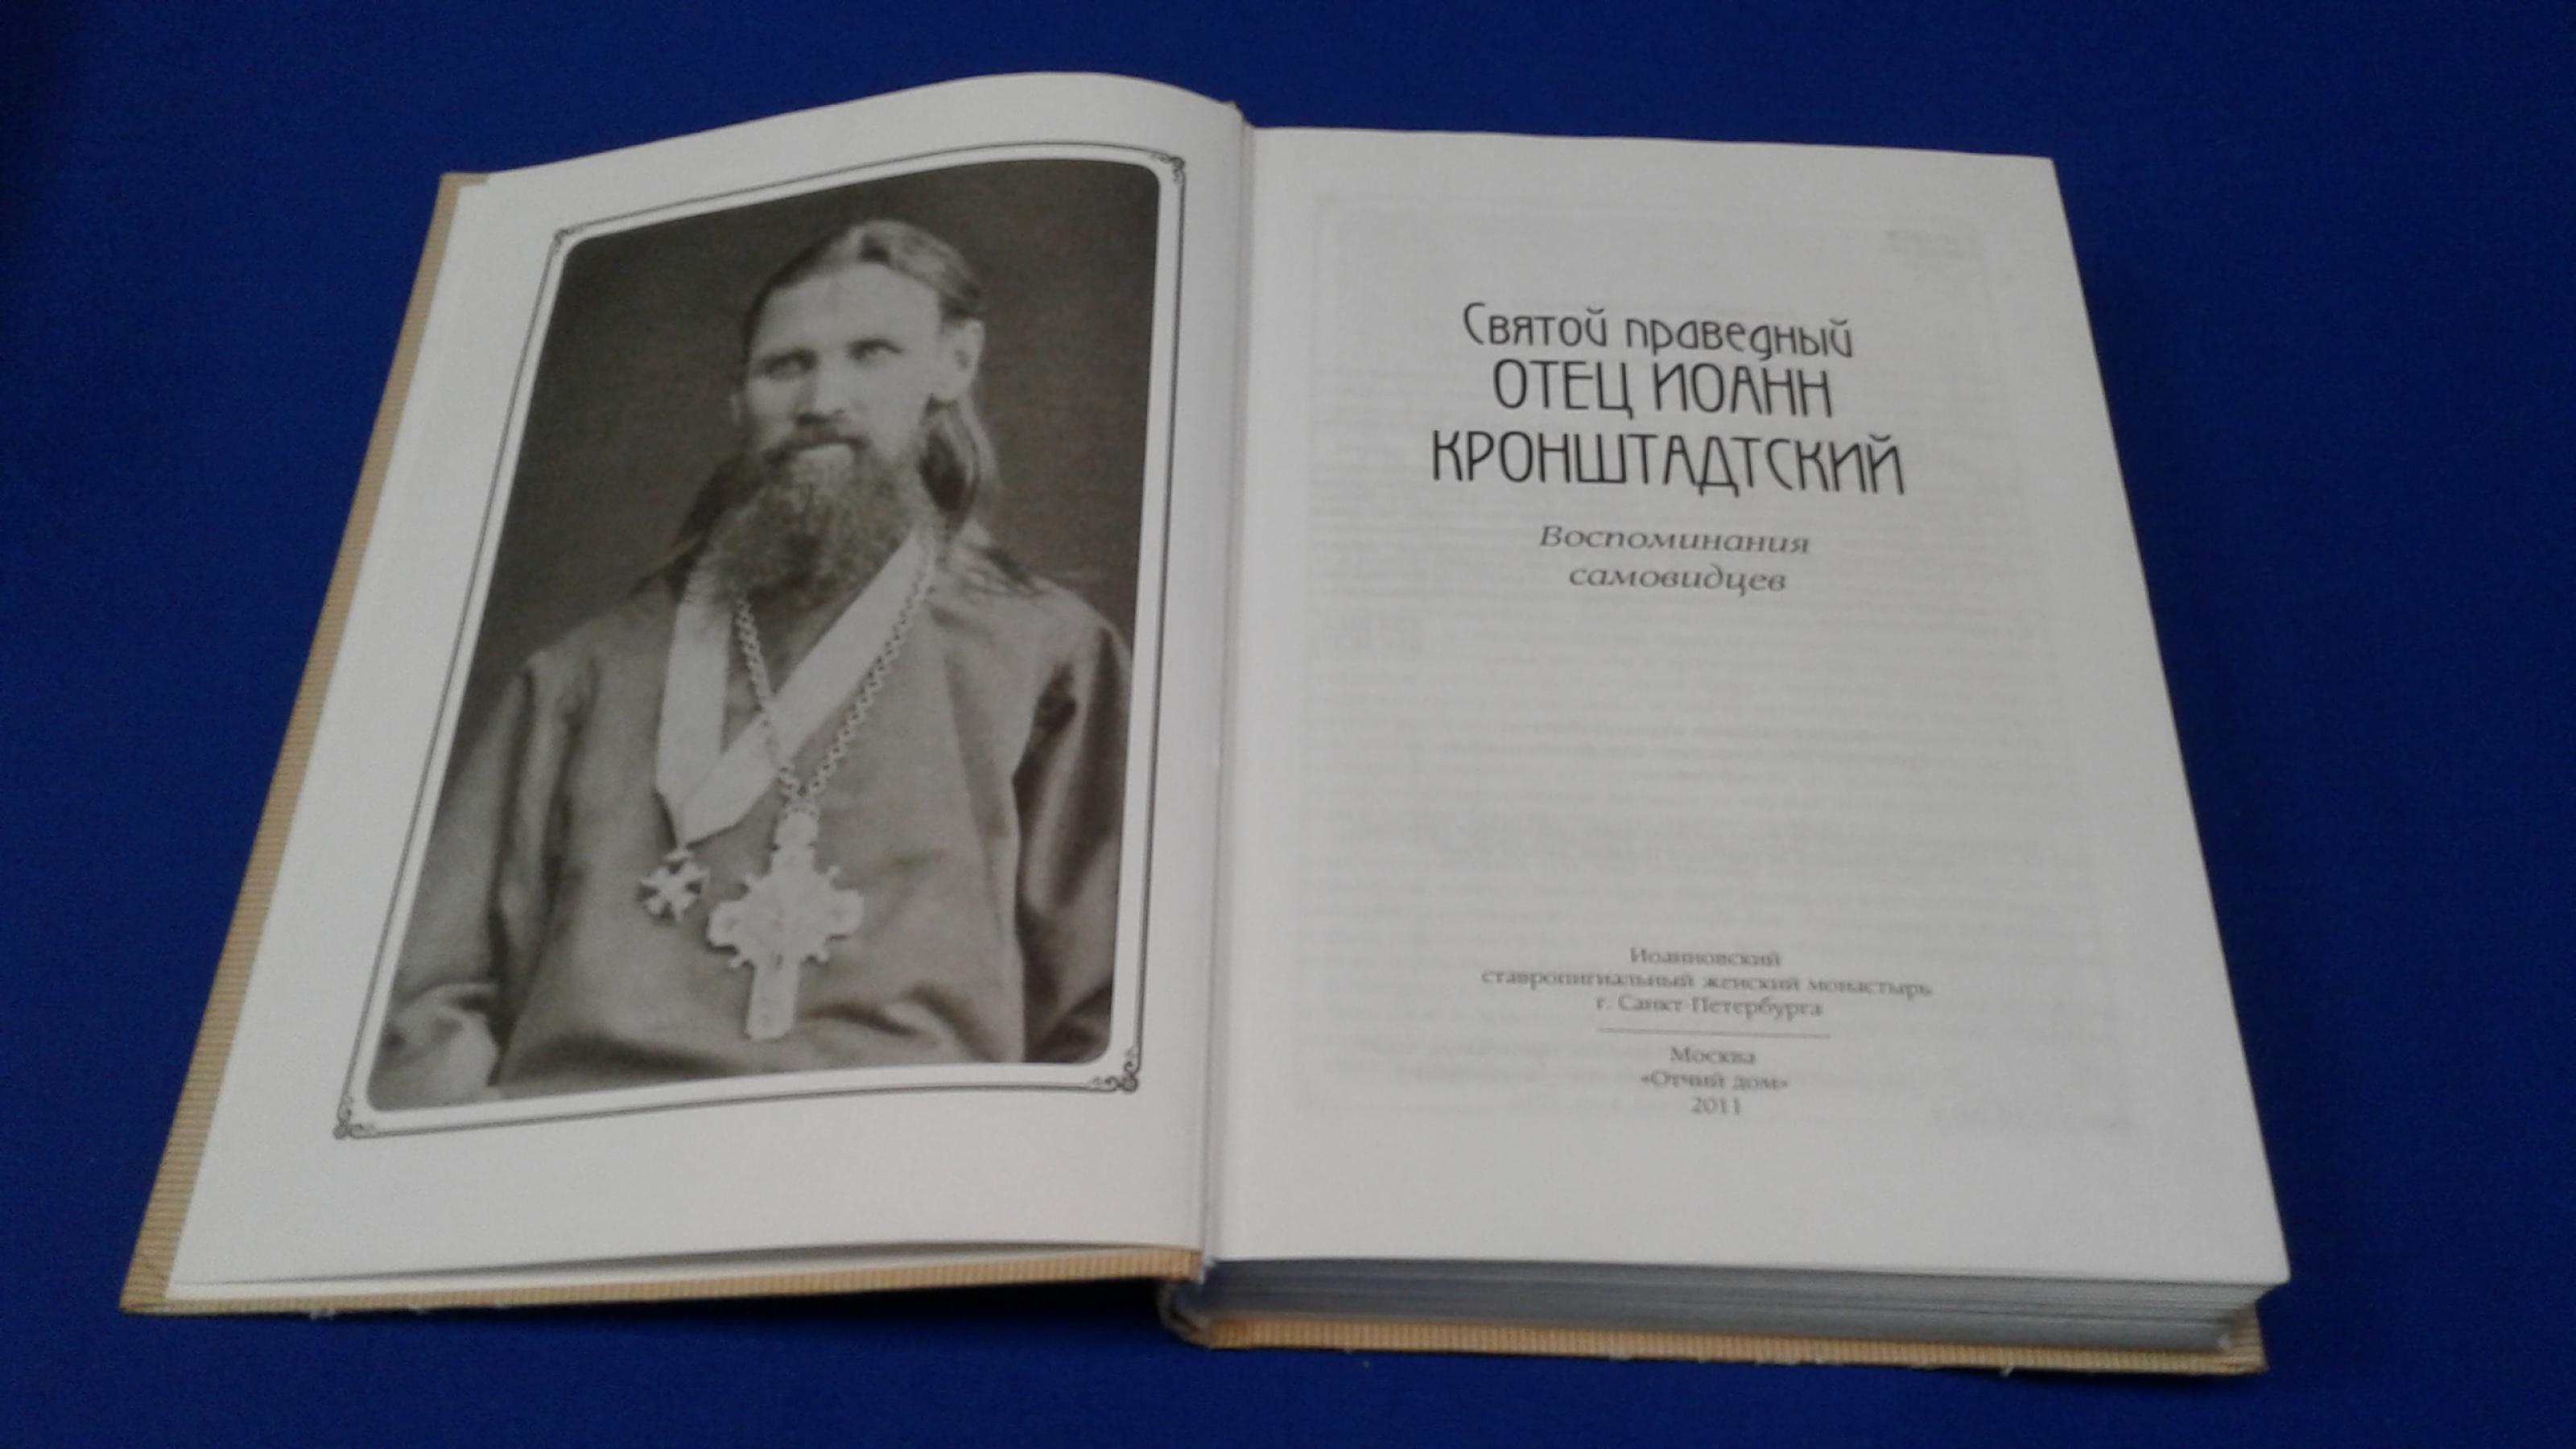 Святой праведный
ОТЕЦ ИОАНН
КРОНШТАДТСКИЙ
Воспоминания
самовидцев
Иоанновский
ставропигиальный женский монастырь
г. Санкт-Петербурга
Москва
«Отчий дом»
2011